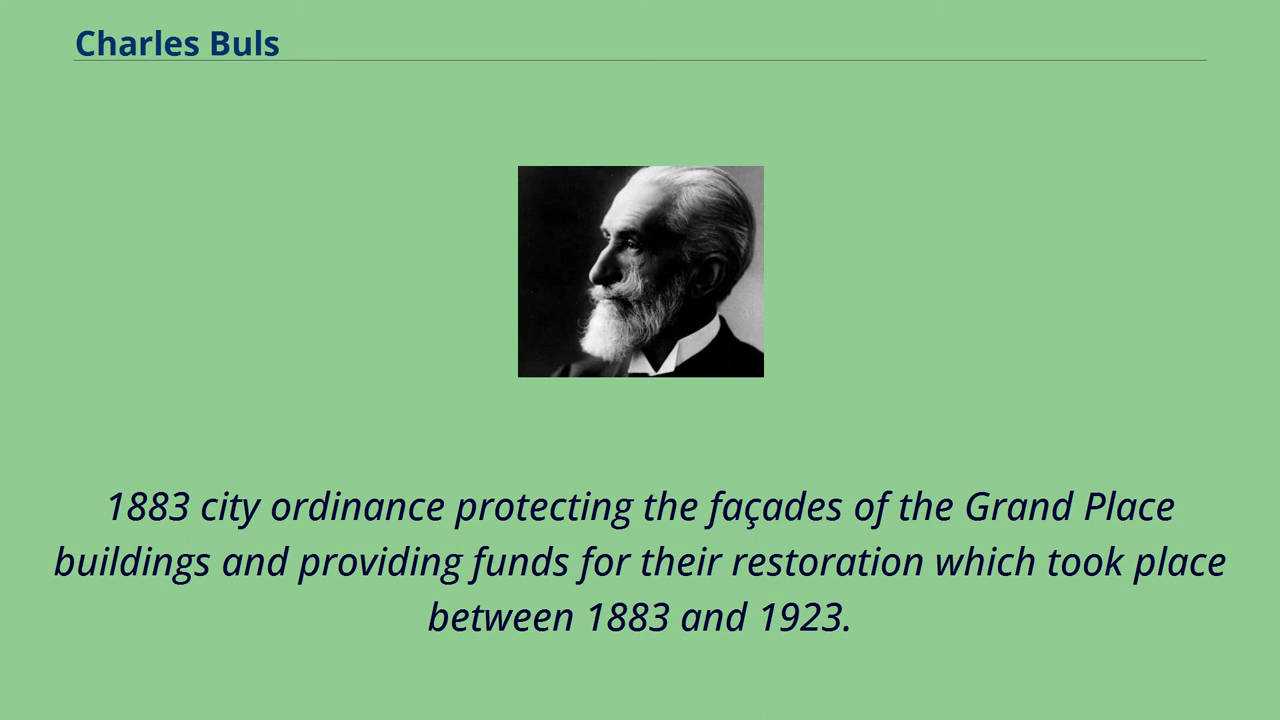 Charles Buls
1883 city ordinance protecting the façades of the Grand Place
buildings and providing funds for their restoration which took place
between 1883 and 1923.